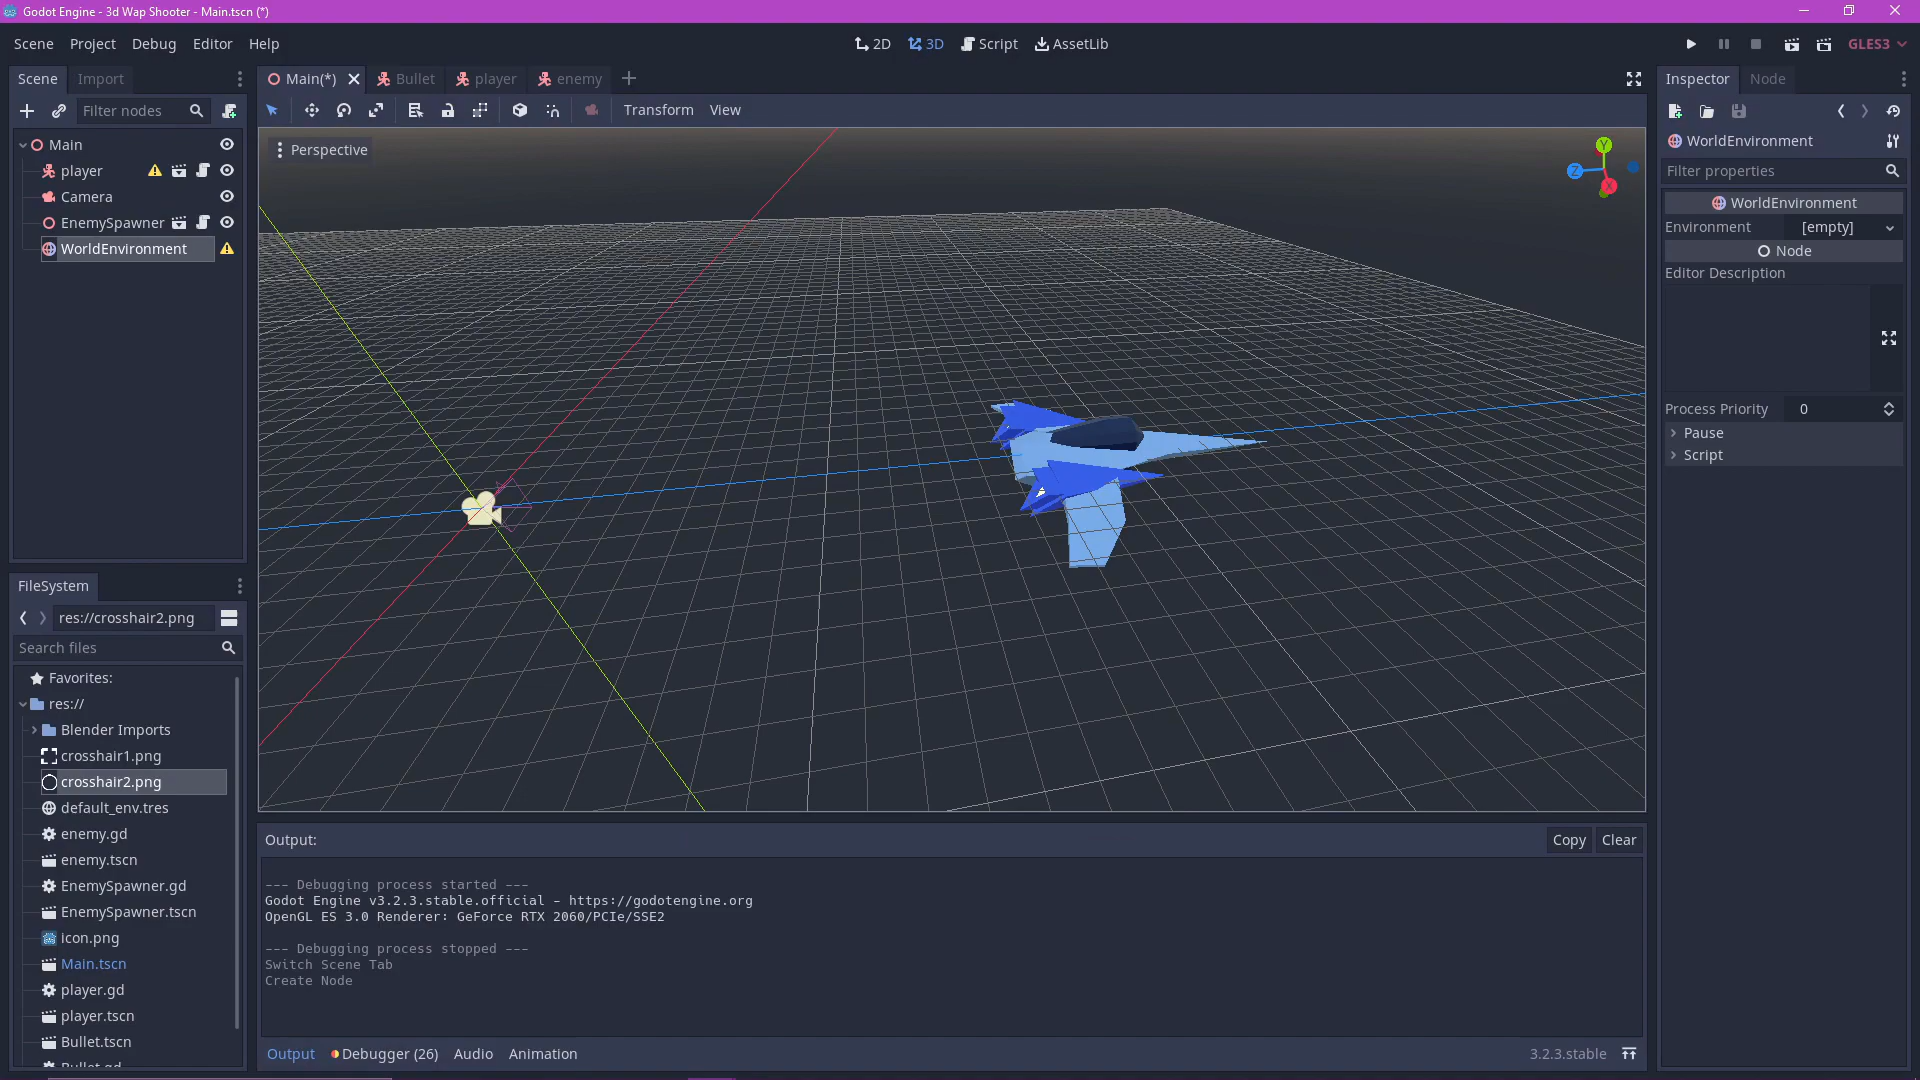 Godot Engine - 3d Wap Shooter - Main.tscn (*)
Scene Project Debug Editor Help
2D 3D Script AssetLib
GLES3
Scene Import
Filter nodes
Main
player
Camera
EnemySpawner
WorldEnvironment
FileSystem
res://crosshair2.png
Search files
Favorites:
res://
Blender Imports
crosshair1.png
crosshair2.png
default_env.tres
enemy.gd
enemy.tscn
EnemySpawner.gd
EnemySpawner.tscn
icon.png
Main.tscn
player.gd
player.tscn
Bullet.tscn
Bullet.gd
Main(*) Bullet player enemy
Transform View
Perspective
Y
Z
X
Output:
Copy Clear
--- Debugging process started ---
Godot Engine v3.2.3.stable.official - https://godotengine.org
OpenGL ES 3.0 Renderer: GeForce RTX 2060/PCIe/SSE2
--- Debugging process stopped ---
Switch Scene Tab
Create Node
Output Debugger (26) Audio Animation
3.2.3.stable
Inspector Node
WorldEnvironment
Filter properties
WorldEnvironment
Environment [empty]
Node
Editor Description
Process Priority 0
Pause
Script